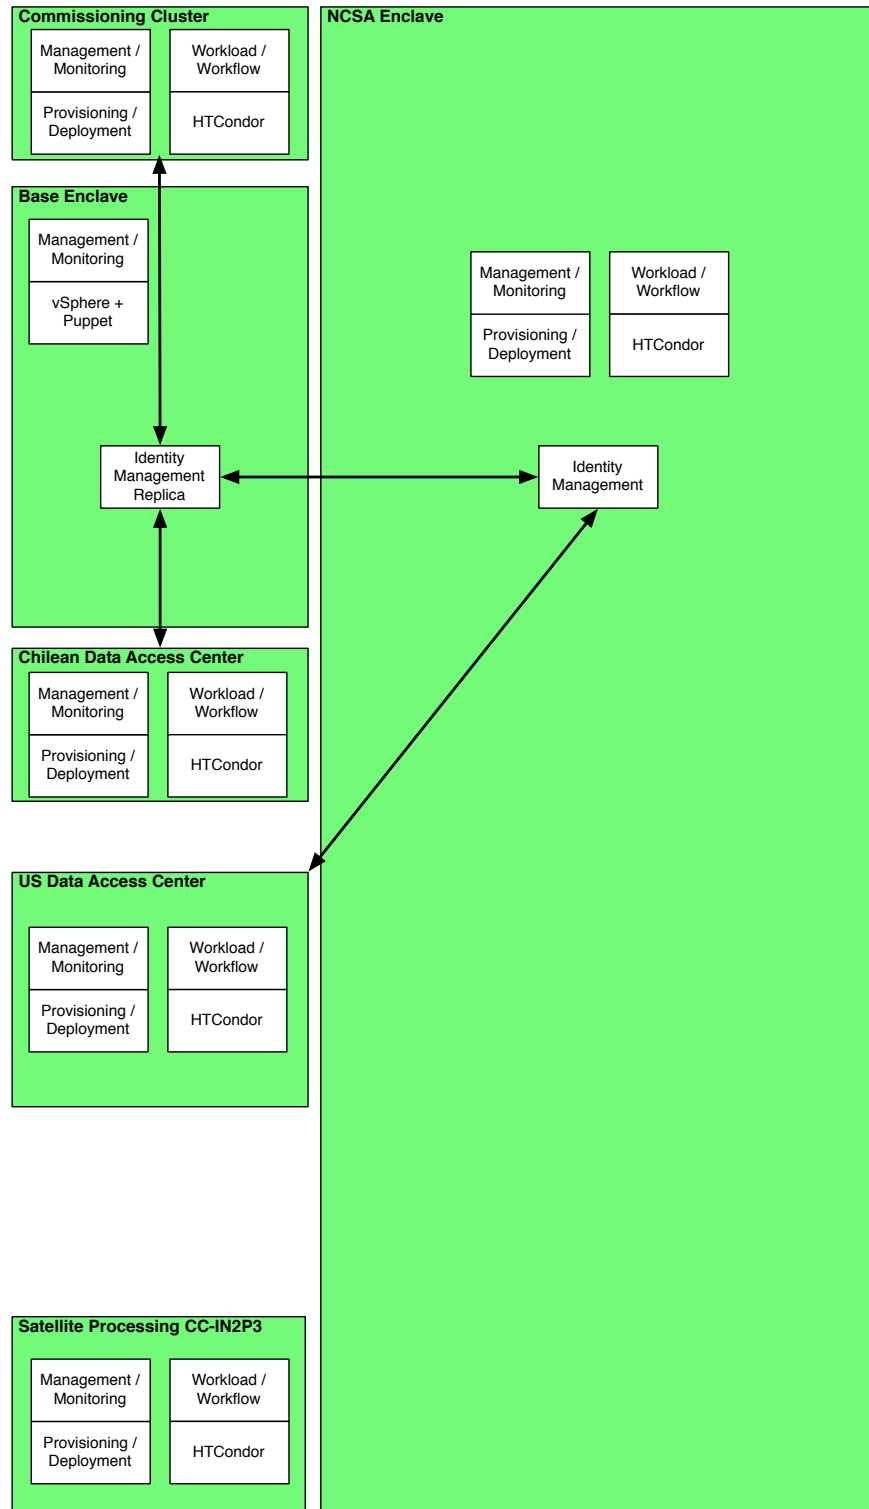 Commissioning Cluster
Management /
Monitoring
Provisioning /
Deployment
Workload /
Workflow
HTCondor
Base Enclave
Management /
Monitoring
vSphere +
Puppet
Identity
Management
Replica
Chilean Data Access Center
Management /
Monitoring
Provisioning /
Deployment
Workload /
Workflow
HTCondor
US Data Access Center
Management /
Monitoring
Provisioning /
Deployment
Workload /
Workflow
HTCondor
Satellite Processing CC-IN2P3
Management /
Monitoring
Provisioning /
Deployment
Workload /
Workflow
HTCondor
NCSA Enclave
Management /
Monitoring
Provisioning /
Deployment
Workload /
Workflow
HTCondor
Identity
Management